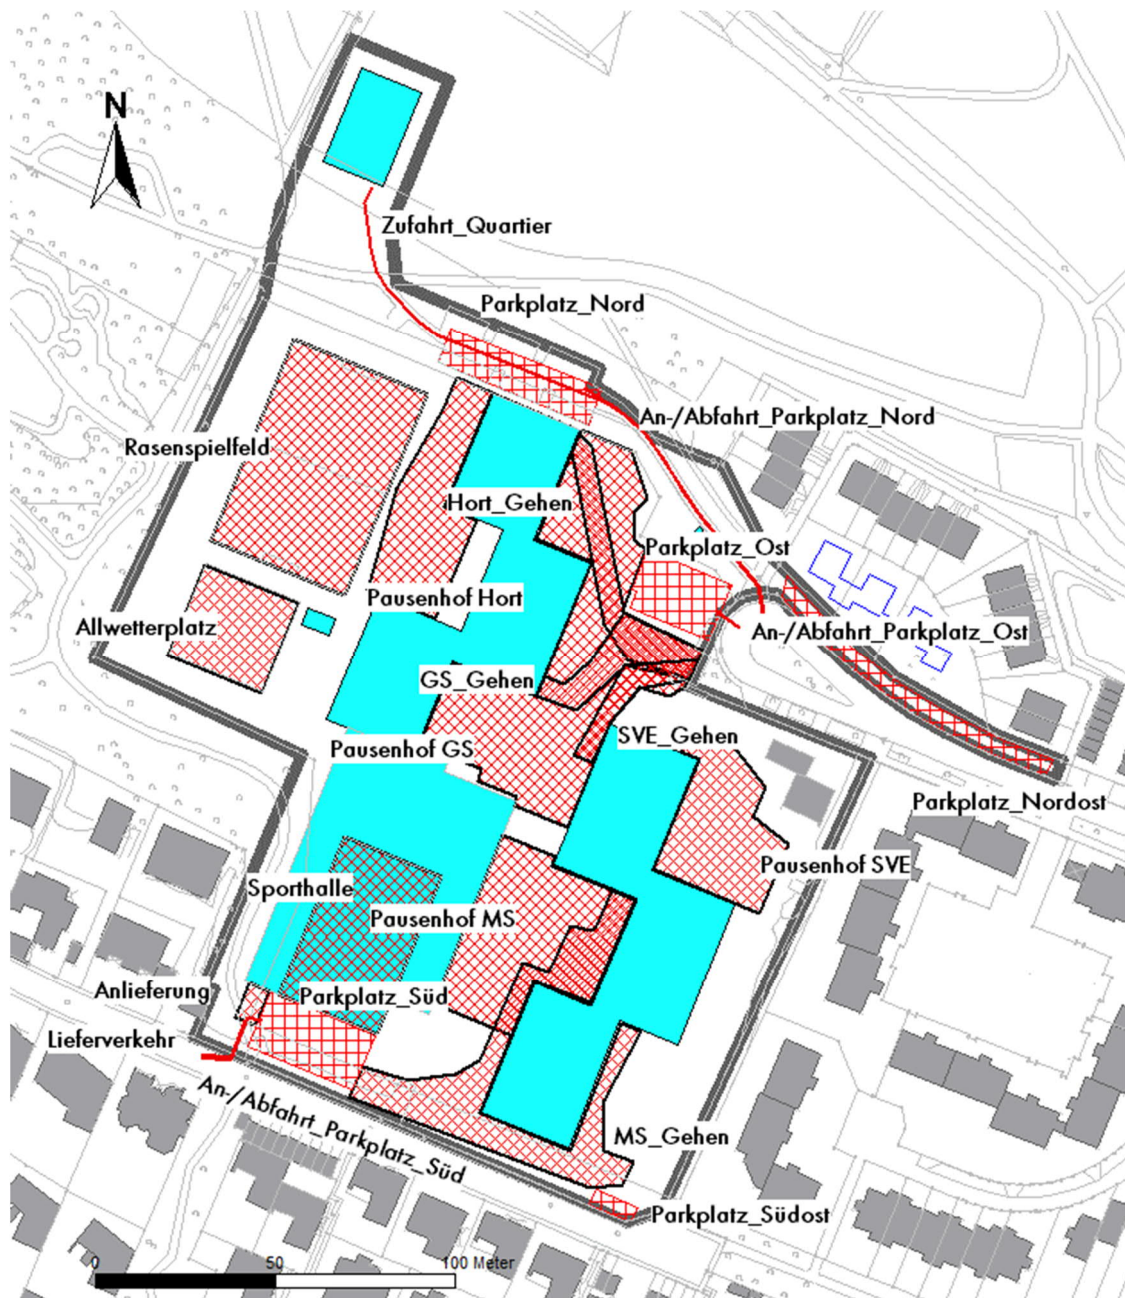 N
Zufahrt_Quartier
Parkplatz_Nord
An-/Abfahrt_Parkplatz_Nord
Rasenspielfeld
Hort_Gehen
Parkplatz_Ost
Pausenhof Hort
Allwetterplatz
An-/Abfahrt_Parkplatz_Ost
GS_Gehen
SVE_Gehen
Pausenhof GS
Parkplatz_Nordost
Pausenhof SVE
Sporthalle
Pausenhof MS
Anlieferung
Parkplatz_Süd
Lieferverkehr
An-/Abfahrt_Parkplatz_Süd
MS_Gehen
Parkplatz_Südost
0 50 100 Meter